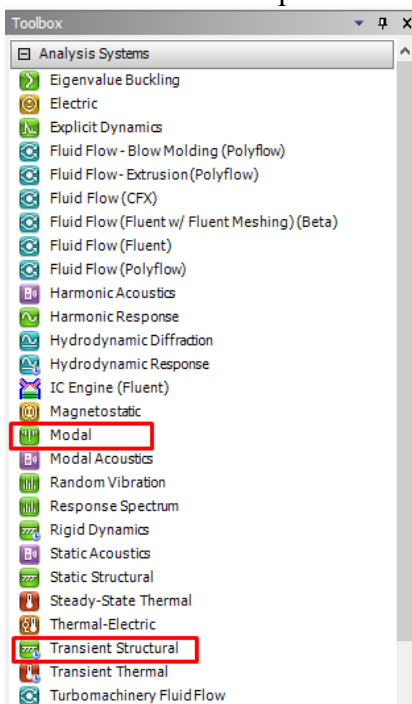 Toolbox
Analysis Systems
Eigenvalue Buckling
Electric
Explicit Dynamics
Fluid Flow - Blow Molding (Polyflow)
Fluid Flow - Extrusion (Polyflow)
Fluid Flow (CFX)
Fluid Flow (Fluent w/ Fluent Meshing) (Beta)
Fluid Flow (Fluent)
Fluid Flow (Polyflow)
Harmonic Acoustics
Harmonic Response
Hydrodynamic Diffraction
Hydrodynamic Response
IC Engine (Fluent)
Magnetostatic
Modal
Modal Acoustics
Random Vibration
Response Spectrum
Rigid Dynamics
Static Acoustics
Static Structural
Steady-State Thermal
Thermal-Electric
Transient Structural
Transient Thermal
Turbomachinery Fluid Flow